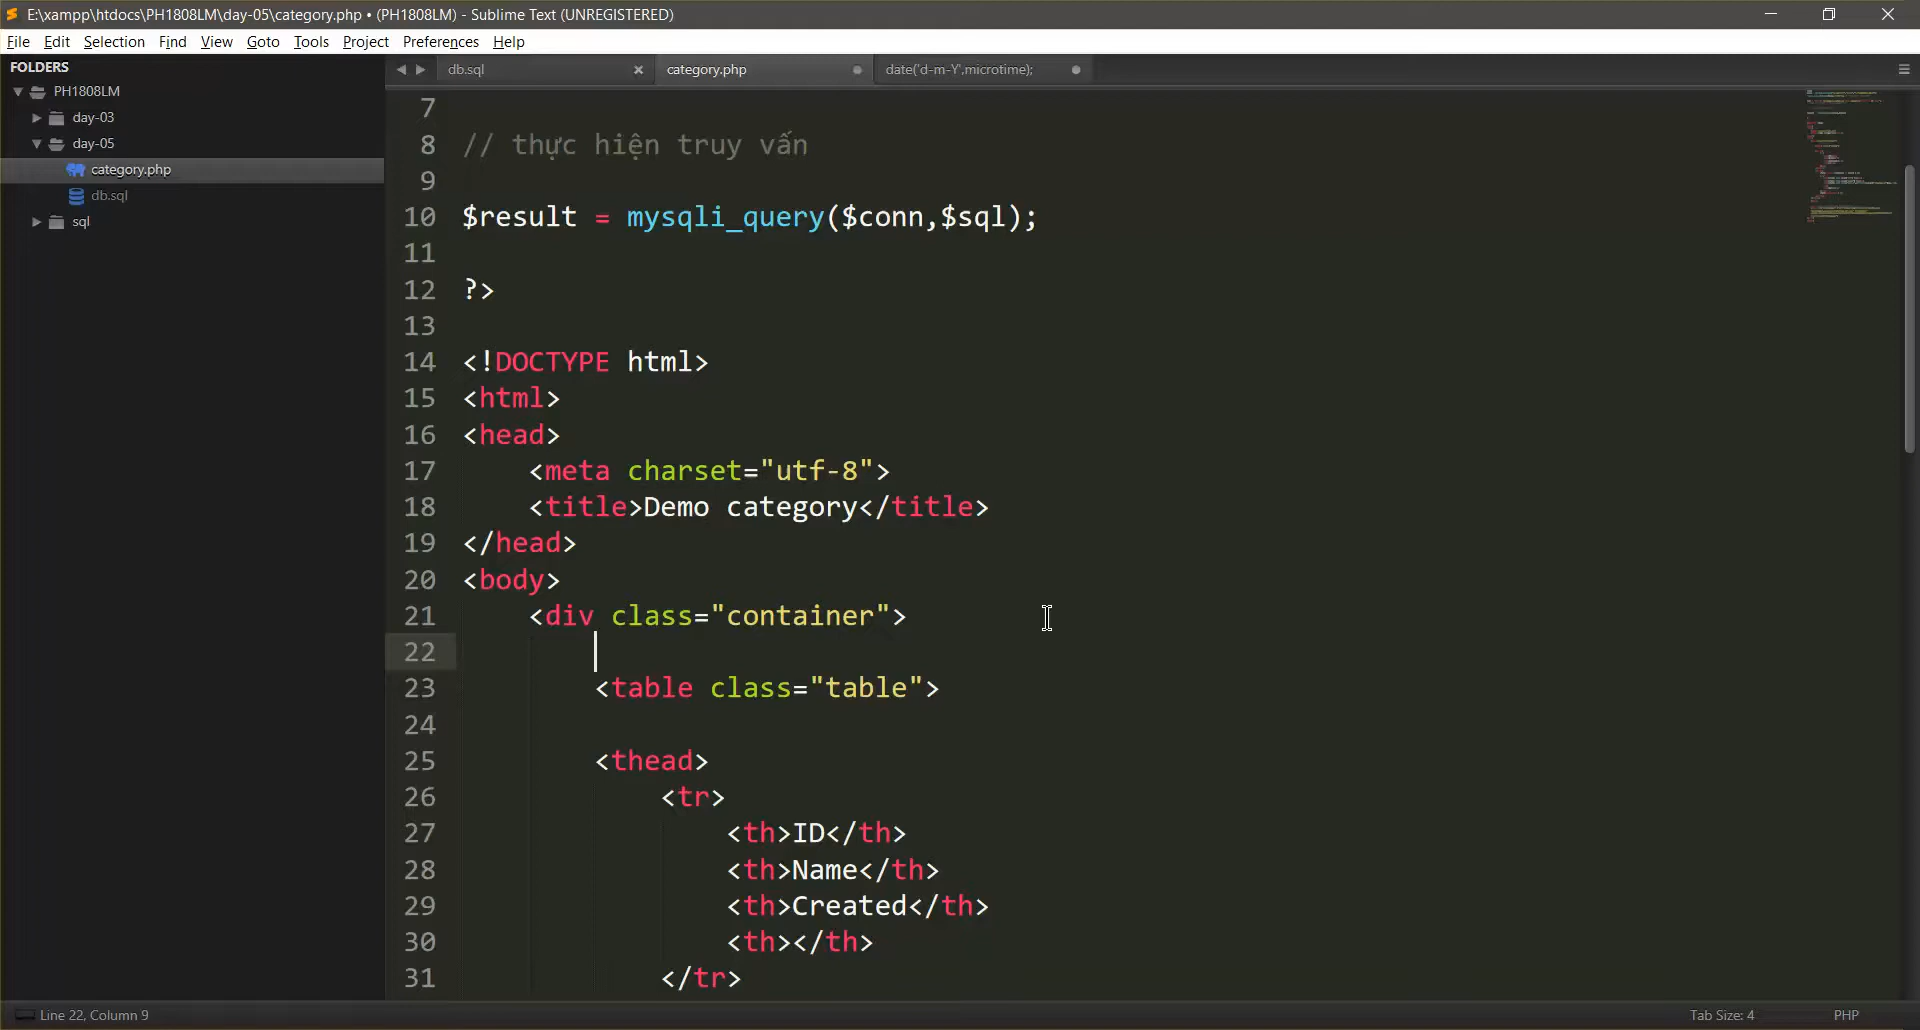 E:\xampp\htdocs\PH1808LM\day-05\category.php • (PH1808LM) - Sublime Text (UNREGISTERED)
File Edit Selection Find View Goto Tools Project Preferences Help
FOLDERS
PH1808LM
day-03
day-05
category.php
db.sql
sql
db.sql category.php date('d-m-Y',microtime);
7
8 // thực hiện truy vấn
9
10 $result = mysqli_query($conn,$sql);
11
12 ?>
13
14 <!DOCTYPE html>
15 <html>
16 <head>
17 <meta charset="utf-8">
18 <title>Demo category</title>
19 </head>
20 <body>
21 <div class="container">
22
23 <table class="table">
24
25 <thead>
26 <tr>
27 <th>ID</th>
28 <th>Name</th>
29 <th>Created</th>
30 <th></th>
31 </tr>
Line 22, Column 9 Tab Size: 4 PHP